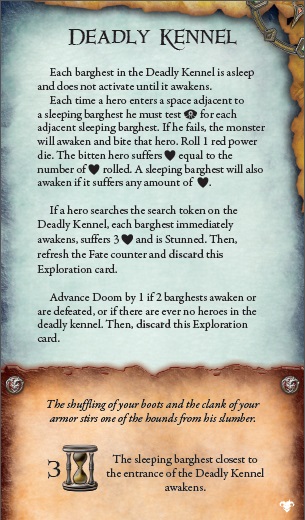 DEADLY KENNEL
Each barghest in the Deadly Kennel is asleep
and does not activate until it awakens.
Each time a hero enters a space adjacent to
a sleeping barghest he must test for each
adjacent sleeping barghest. If he fails, the monster
will awaken and bite that hero. Roll 1 red power
die. The bitten hero suffers equal to the
number of rolled. A sleeping barghest will also
awaken if it suffers any amount of .
If a hero searches the search token on the
Deadly Kennel, each barghest immediately
awakens, suffers 3 and is Stunned. Then,
refresh the Fate counter and discard this
Exploration card.
Advance Doom by 1 if 2 barghests awaken or
are defeated, or if there are ever no heroes in the
deadly kennel. Then, discard this Exploration
card.
The shuffling of your boots and the clank of your
armor stirs one of the hounds from his slumber.
3
The sleeping barghest closest to
the entrance of the Deadly Kennel
awakens.